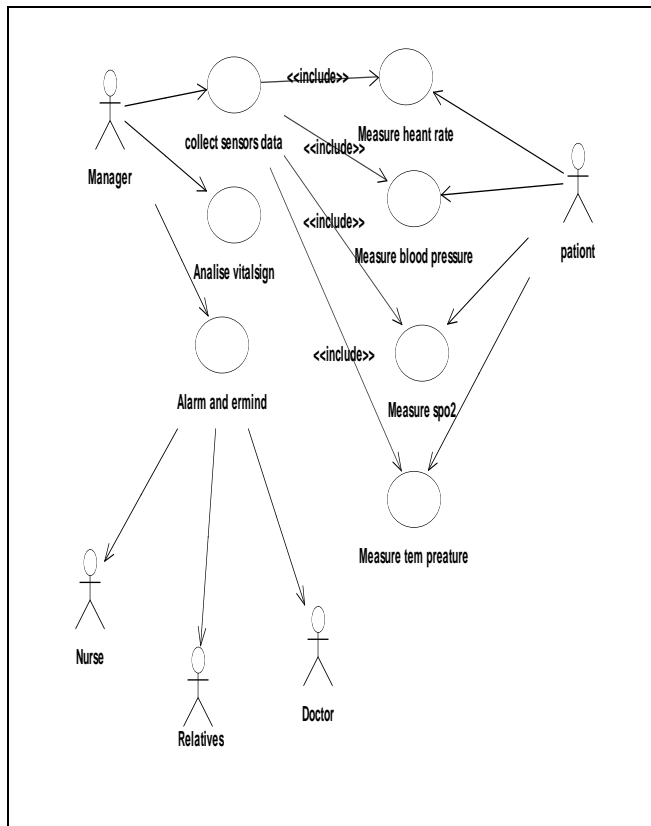 <<include>>
collect sensors data
Measure heant rate
Manager
<<include>>
<<include>>
Analise vitalsign
Measure blood pressure
pationt
<<include>>
Alarm and ermind
Measure spo2
Measure tem preature
Nurse
Relatives
Doctor